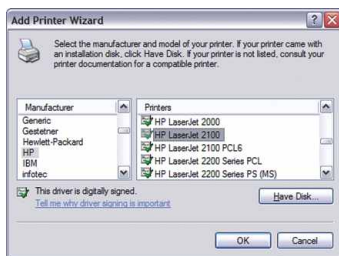 Add Printer Wizard
Select the manufacturer and model of your printer. If your printer came with
an installation disk, click Have Disk. If your printer is not listed, consult your
printer documentation for a compatible printer.
Manufacturer
Generic
Gestetner
Hewlett-Packard
HP
IBM
infotec
Printers
HP LaserJet 2000
HP LaserJet 2100
HP LaserJet 2100 PCL6
HP LaserJet 2200 Series PCL
HP LaserJet 2200 Series PS (MS)
This driver is digitally signed.
Tell me why driver signing is important
Have Disk...
OK
Cancel